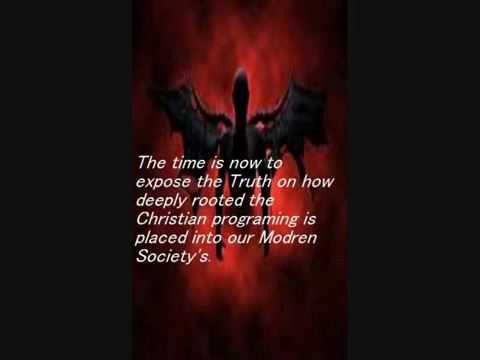 The time is now to
expose the Truth on how
deeply rooted the
Christian programing is
placed into our Modren
Society's.